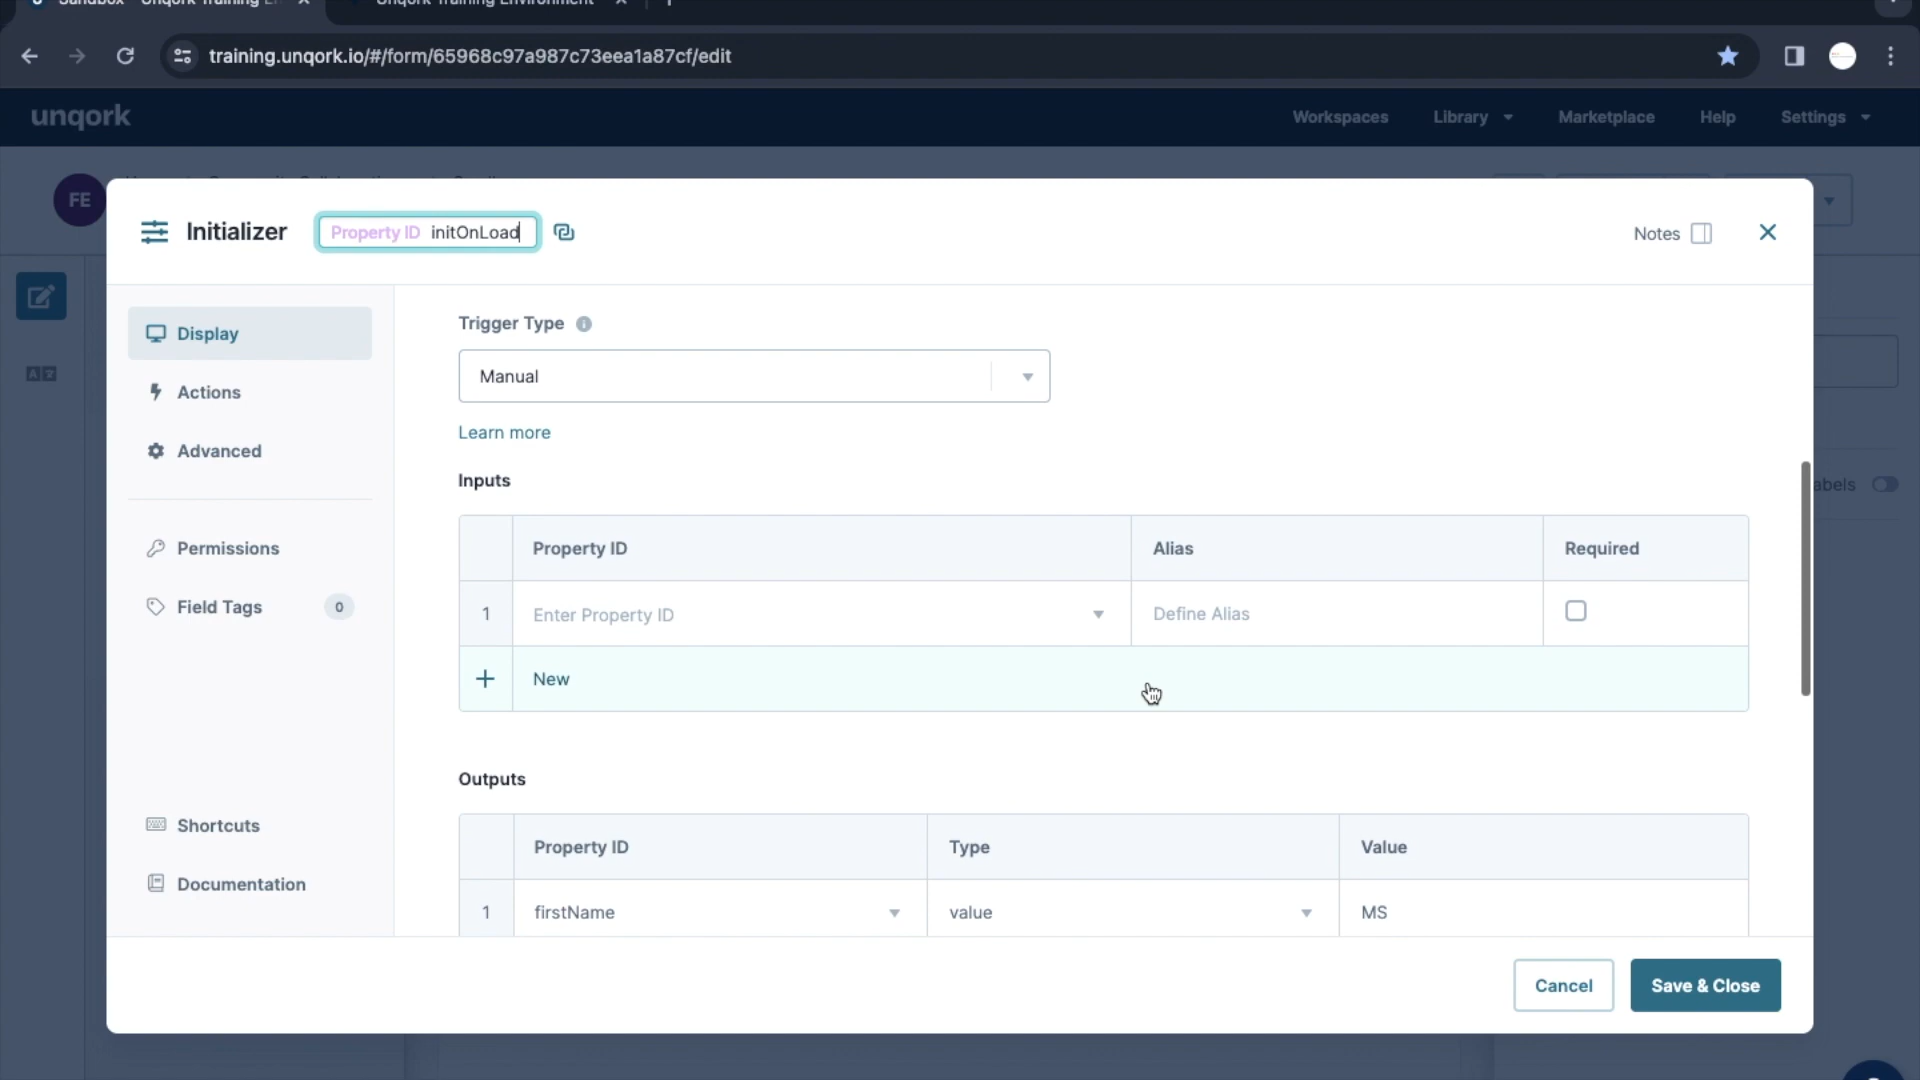 training.unqork.io/#/form/65968c97a987c73eea1a87cf/edit
unqork
Workspaces
Library
Marketplace
Help
Settings
FE
Initializer
Property ID initOnLoad
Notes
Display
Actions
Advanced
Permissions
Field Tags 0
Shortcuts
Documentation
Trigger Type
Manual
Learn more
Inputs
Property ID Alias Required
1 Enter Property ID Define Alias
+ New
Outputs
Property ID Type Value
1 firstName value MS
Cancel
Save & Close